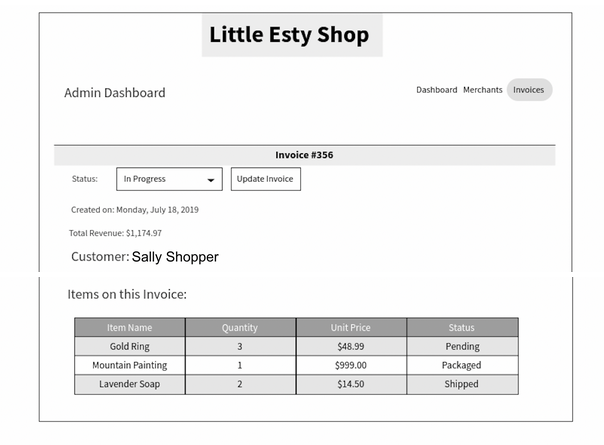 Little Esty Shop
Admin Dashboard
Dashboard Merchants Invoices
Invoice #356
Status: In Progress Update Invoice
Created on: Monday, July 18, 2019
Total Revenue: $1,174.97
Customer: Sally Shopper
Items on this Invoice:
Item Name Quantity Unit Price Status
Gold Ring 3 $48.99 Pending
Mountain Painting 1 $999.00 Packaged
Lavender Soap 2 $14.50 Shipped